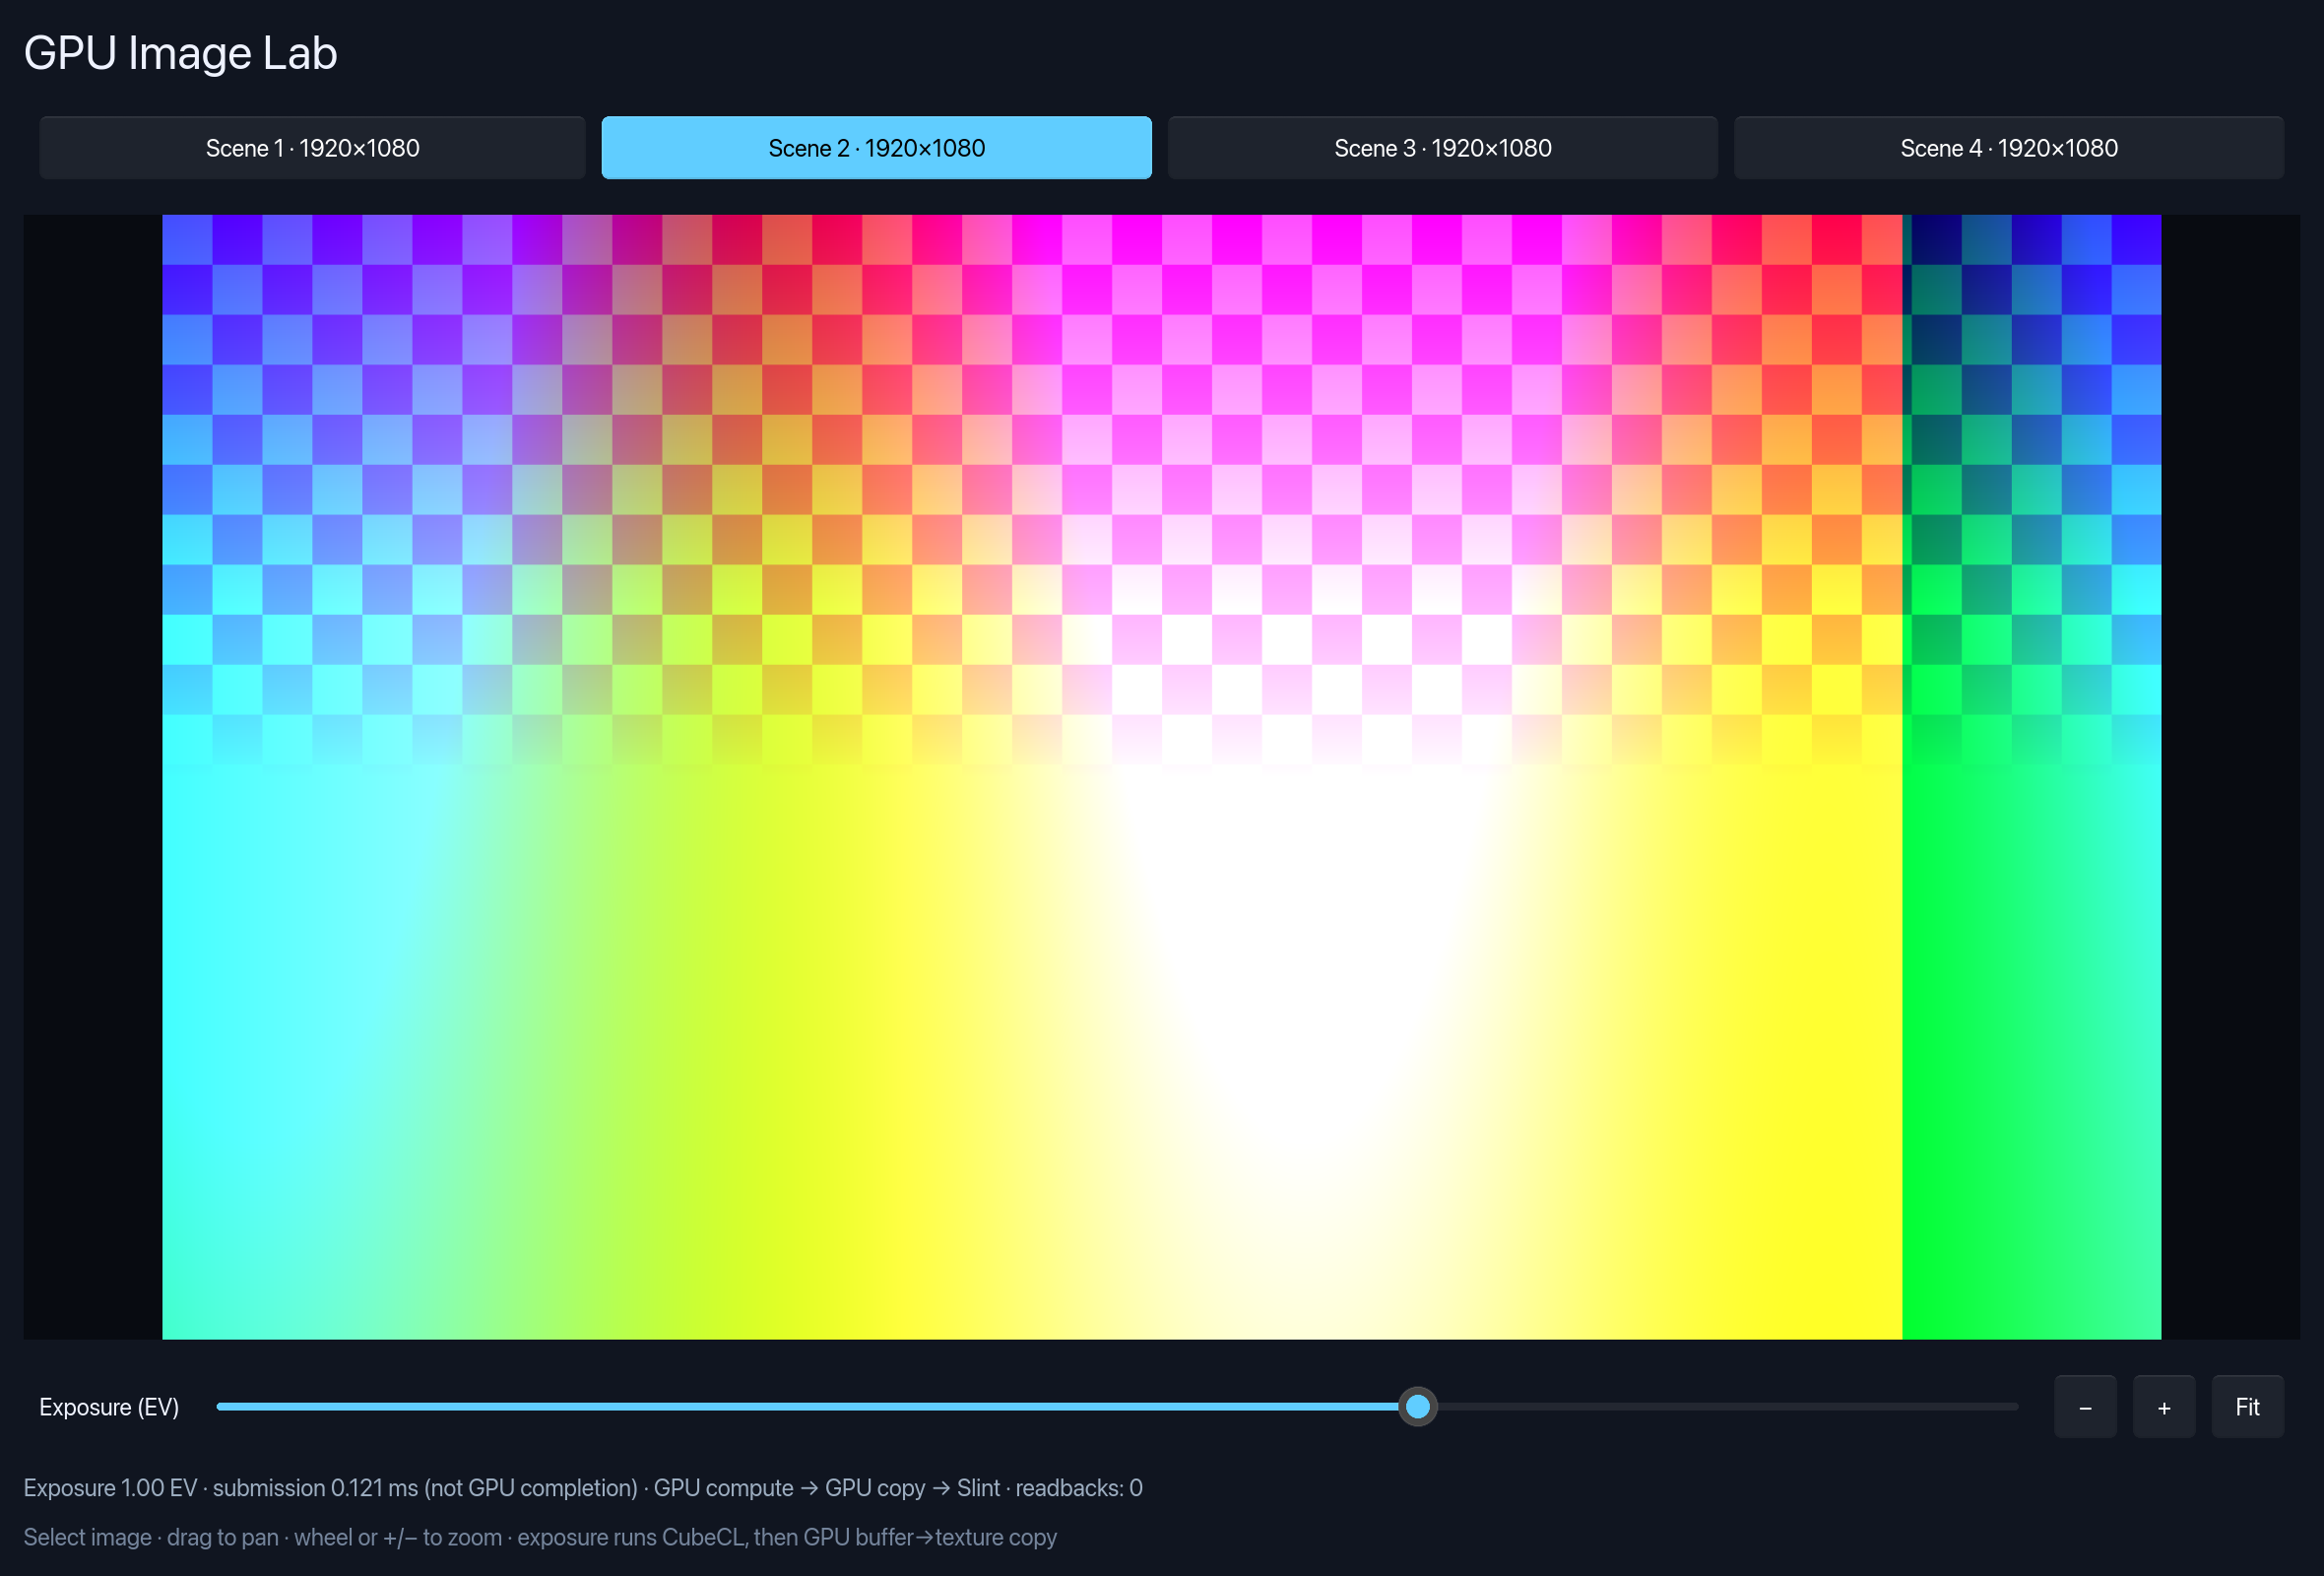 GPU Image Lab
Scene 1 · 1920×1080
Scene 2 · 1920×1080
Scene 3 · 1920×1080
Scene 4 · 1920×1080
Exposure (EV)
−
+
Fit
Exposure 1.00 EV · submission 0.121 ms (not GPU completion) · GPU compute → GPU copy → Slint · readbacks: 0
Select image · drag to pan · wheel or +/− to zoom · exposure runs CubeCL, then GPU buffer→texture copy